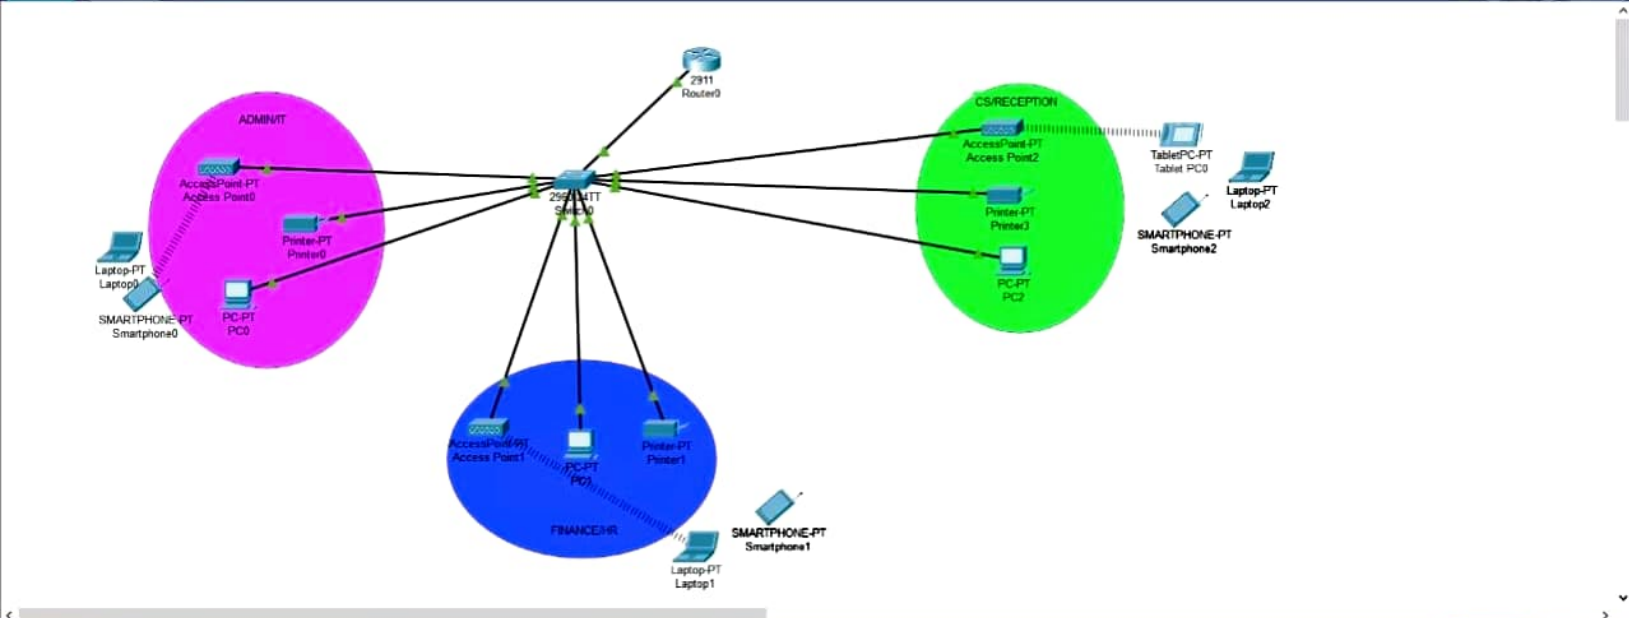 2911
Router0
ADMIN/IT
AccessPoint-PT
Access Point0
Printer-PT
Printer0
Laptop-PT
Laptop0
SMARTPHONE-PT
Smartphone0
PC-PT
PC0
2960-24TT
Switch0
CS/RECEPTION
AccessPoint-PT
Access Point2
TabletPC-PT
Tablet PC0
Laptop-PT
Laptop2
Printer-PT
Printer3
SMARTPHONE-PT
Smartphone2
PC-PT
PC2
AccessPoint-PT
Access Point1
PC-PT
PC1
Printer-PT
Printer1
FINANCE/HR
SMARTPHONE-PT
Smartphone1
Laptop-PT
Laptop1